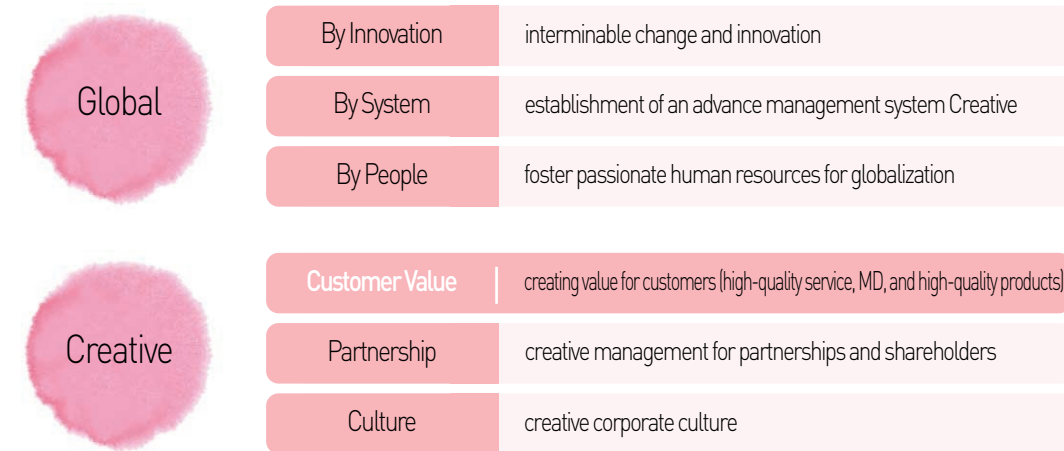 Global
By Innovation interminable change and innovation
By System establishment of an advance management system Creative
By People foster passionate human resources for globalization
Creative
Customer Value creating value for customers (high-quality service, MD, and high-quality products)
Partnership creative management for partnerships and shareholders
Culture creative corporate culture